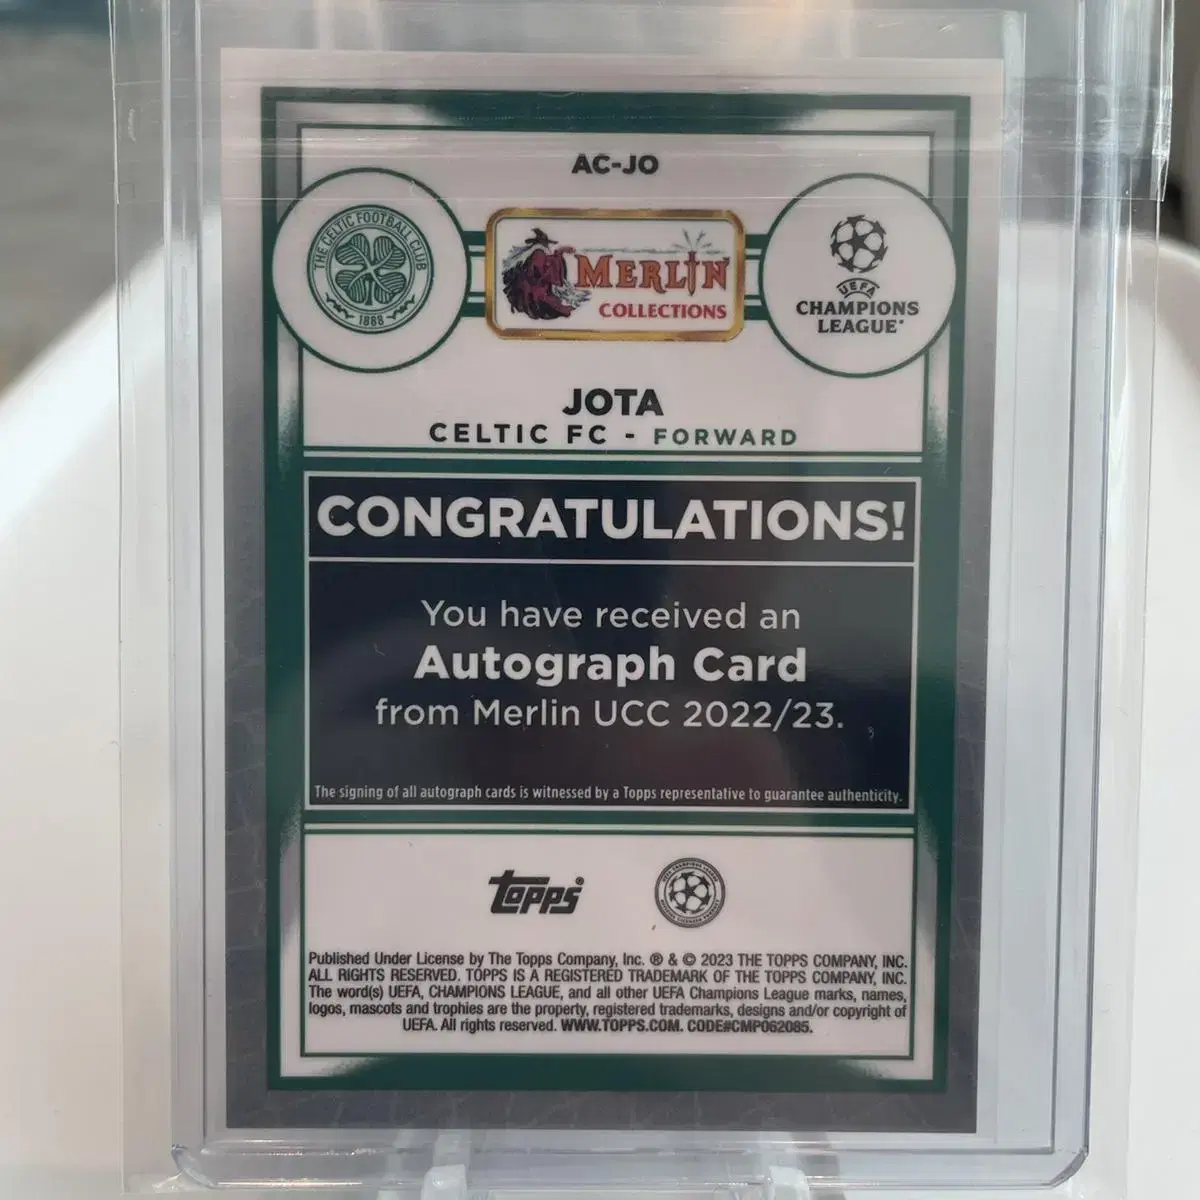 AC-JO
THE CELTIC FOOTBALL CLUB
1888
MERLIN
COLLECTIONS
UEFA
CHAMPIONS
LEAGUE
JOTA
CELTIC FC - FORWARD
CONGRATULATIONS!
You have received an
Autograph Card
from Merlin UCC 2022/23.
The signing of all autograph cards is witnessed by a Topps representative to guarantee authenticity.
Topps®
Published Under License by The Topps Company, Inc. ® & © 2023 THE TOPPS COMPANY, INC.
ALL RIGHTS RESERVED. TOPPS IS A REGISTERED TRADEMARK OF THE TOPPS COMPANY, INC.
The word(s) UEFA, CHAMPIONS LEAGUE, and all other UEFA Champions League marks, names,
logos, mascots and trophies are the property, registered trademarks, designs and/or copyright of
UEFA. All rights reserved. WWW.TOPPS.COM. CODE#CMP062085.